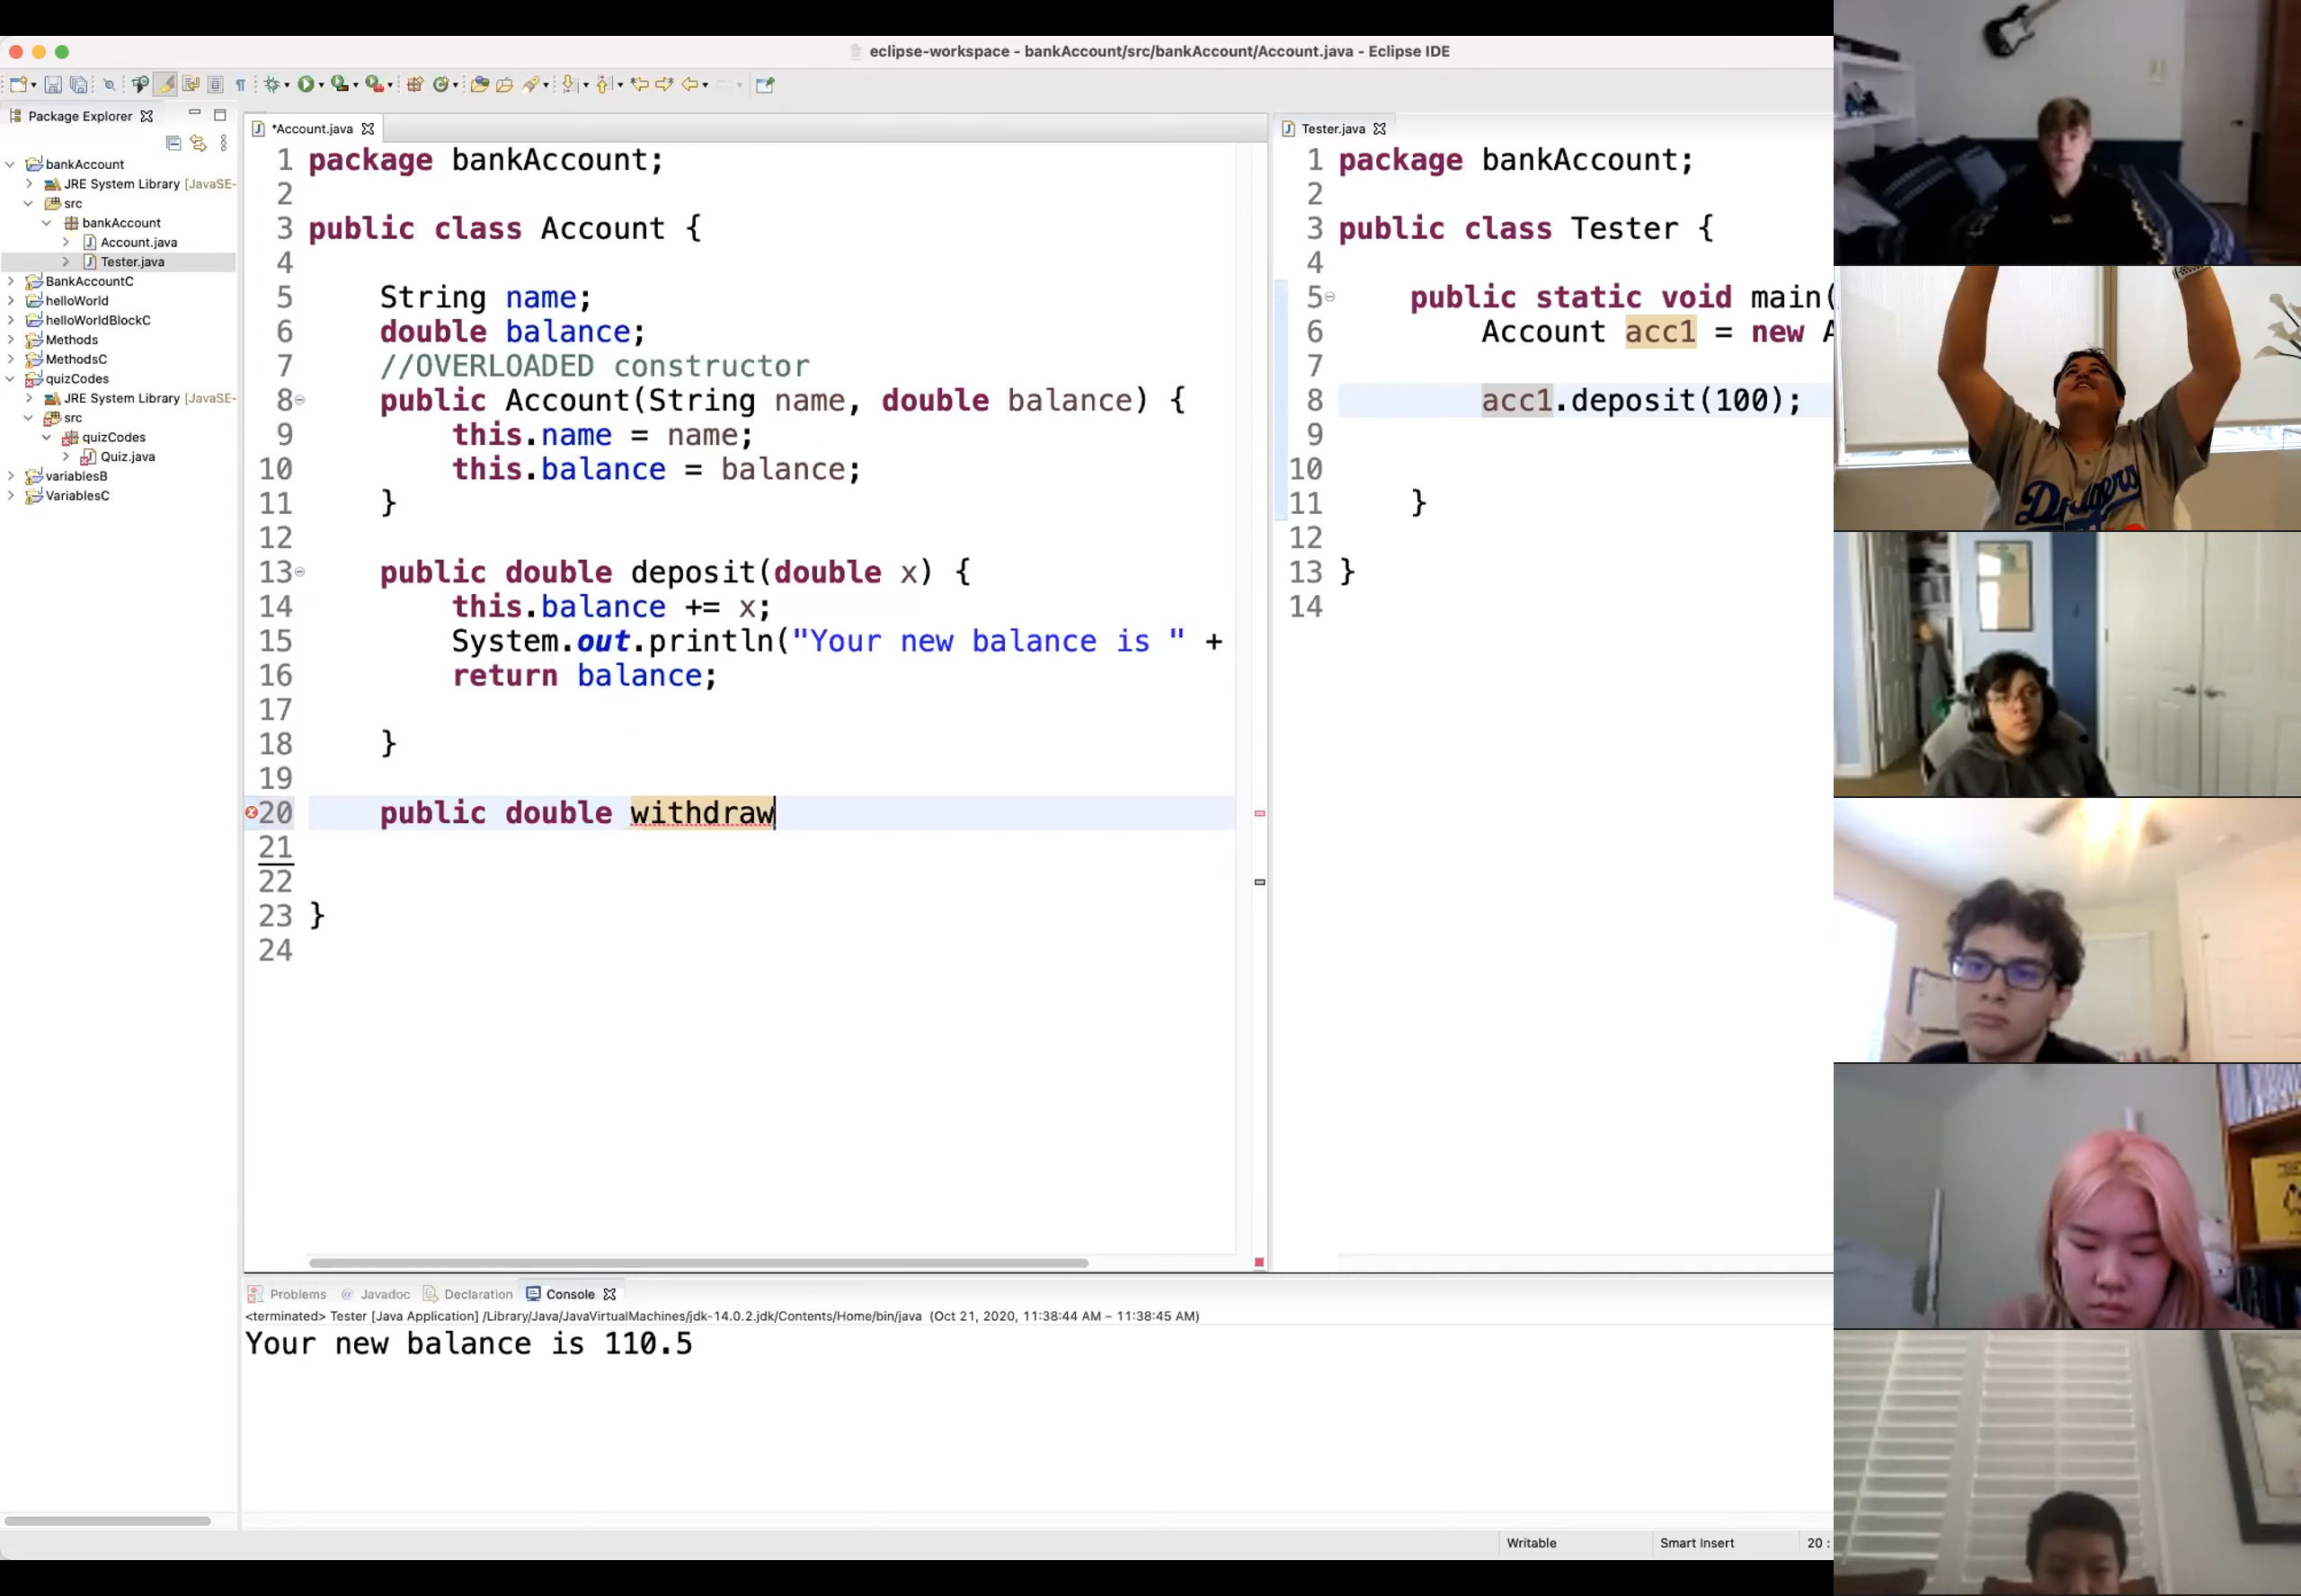 eclipse-workspace - bankAccount/src/bankAccount/Account.java - Eclipse IDE
Package Explorer
bankAccount
JRE System Library [JavaSE-
src
bankAccount
Account.java
Tester.java
BankAccountC
helloWorld
helloWorldBlockC
Methods
MethodsC
quizCodes
JRE System Library [JavaSE-
src
quizCodes
Quiz.java
variablesB
VariablesC
*Account.java
1 package bankAccount;
2
3 public class Account {
4
5 String name;
6 double balance;
7 //OVERLOADED constructor
8 public Account(String name, double balance) {
9 this.name = name;
10 this.balance = balance;
11 }
12
13 public double deposit(double x) {
14 this.balance += x;
15 System.out.println("Your new balance is " +
16 return balance;
17
18 }
19
20 public double withdraw
21
22
23 }
24
Tester.java
1 package bankAccount;
2
3 public class Tester {
4
5 public static void main(
6 Account acc1 = new A
7
8 acc1.deposit(100);
9
10
11 }
12
13 }
14
Problems @ Javadoc Declaration Console
<terminated> Tester [Java Application] /Library/Java/JavaVirtualMachines/jdk-14.0.2.jdk/Contents/Home/bin/java (Oct 21, 2020, 11:38:44 AM – 11:38:45 AM)
Your new balance is 110.5
Writable Smart Insert 20 :
Dodgers